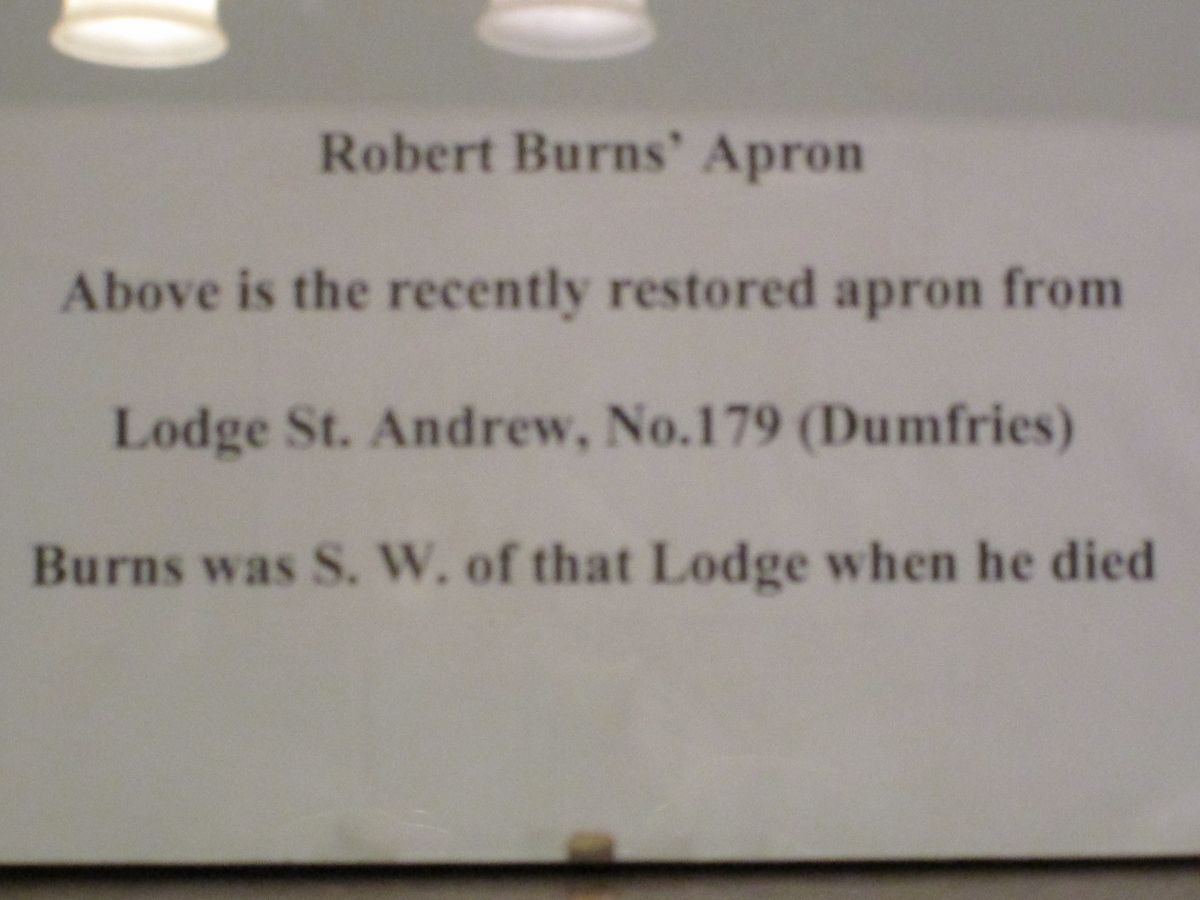 Robert Burns' Apron
Above is the recently restored apron from
Lodge St. Andrew, No.179 (Dumfries)
Burns was S. W. of that Lodge when he died